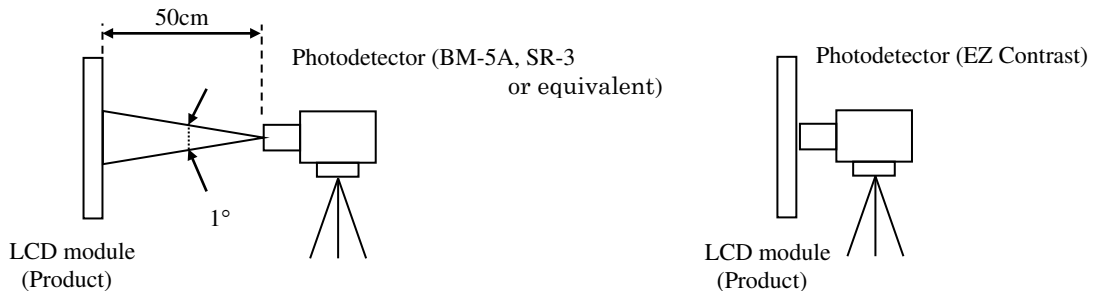 50cm
Photodetector (BM-5A, SR-3
or equivalent)
1°
LCD module
(Product)
Photodetector (EZ Contrast)
LCD module
(Product)